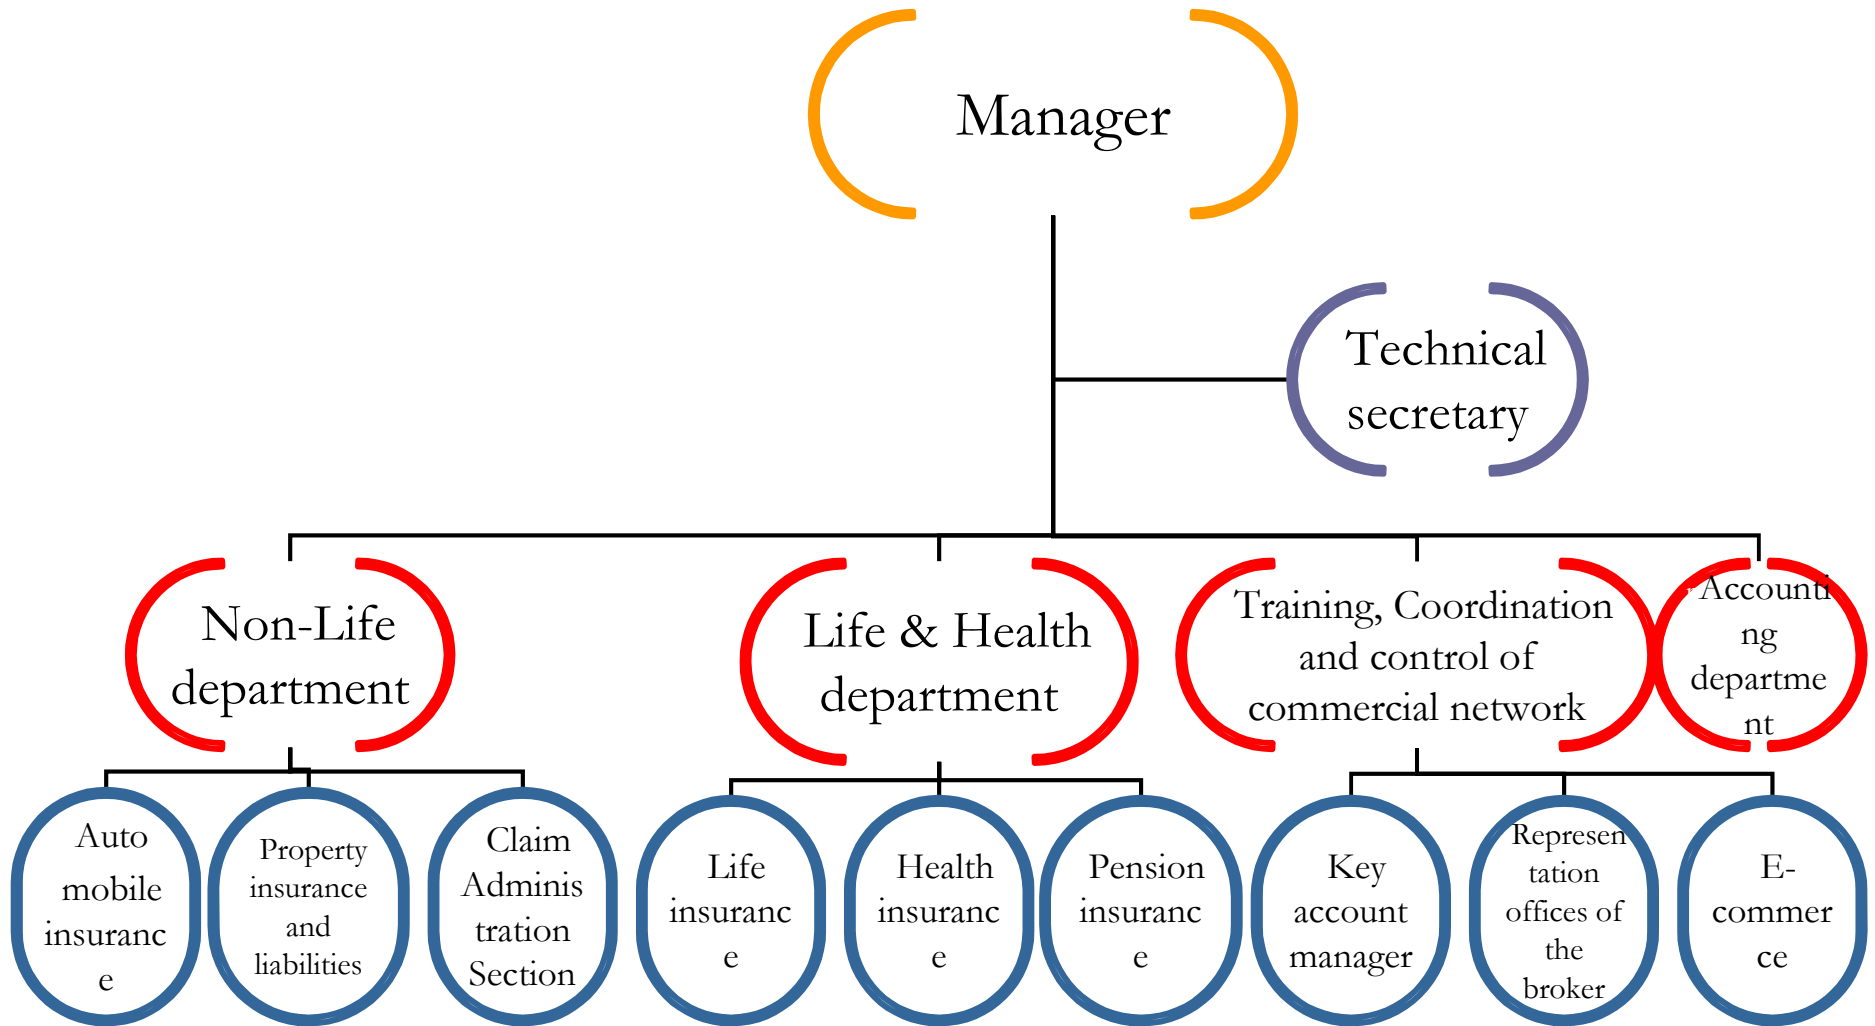 Manager
Technical
secretary
Non-Life
department
Life & Health
department
Training, Coordination
and control of
commercial network
Accounti
ng
departme
nt
Auto
mobile
insuranc
e
Property
insurance
and
liabilities
Claim
Adminis
tration
Section
Life
insuranc
e
Health
insuranc
e
Pension
insuranc
e
Key
account
manager
Represen
tation
offices of
the
broker
E-
commer
ce